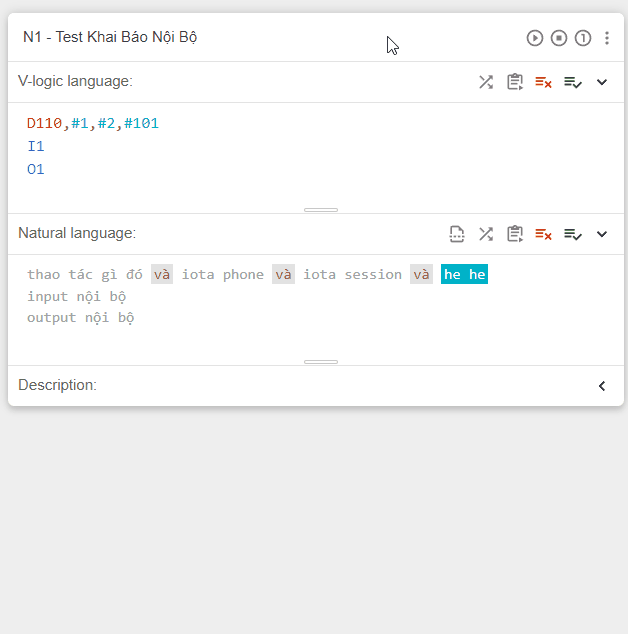 N1 - Test Khai Báo Nội Bộ
V-logic language:
D110,#1,#2,#101
I1
O1
Natural language:
thao tác gì đó và iota phone và iota session và he he
input nội bộ
output nội bộ
Description: